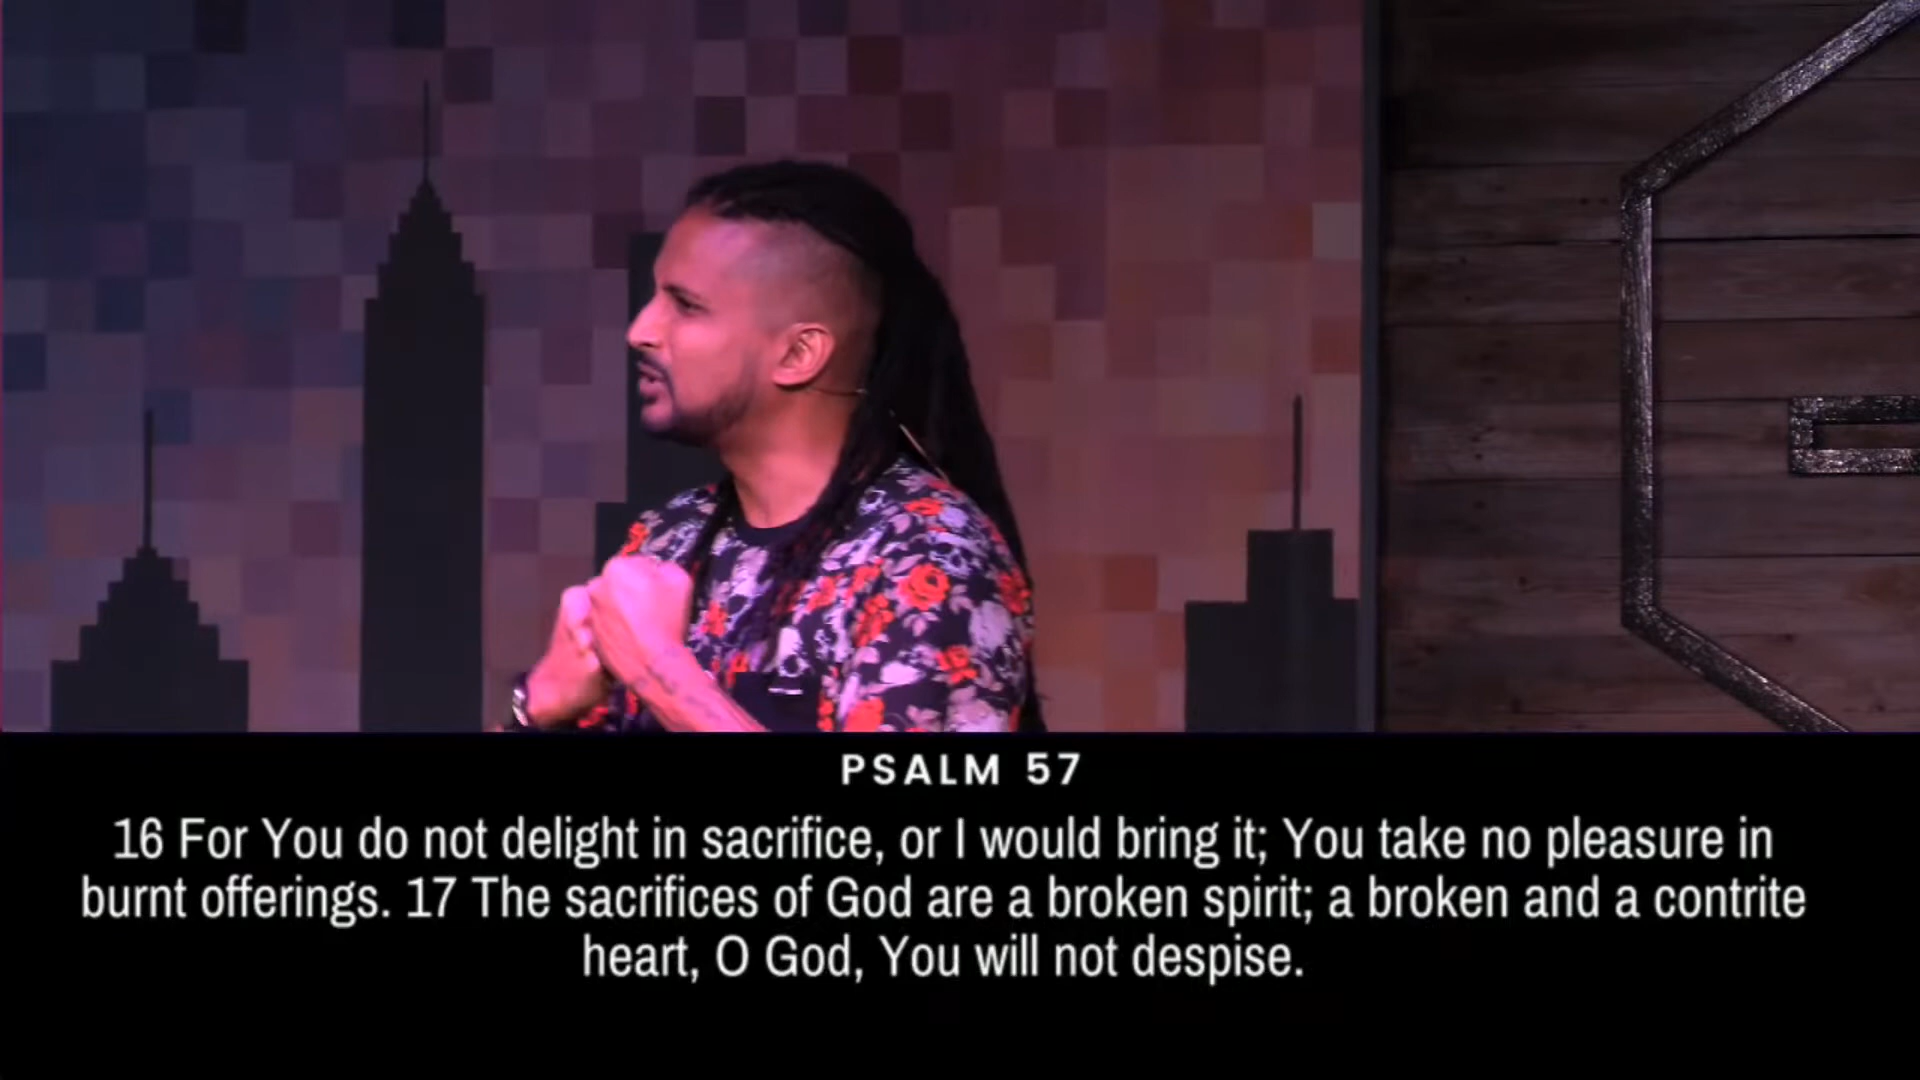 PSALM 57
16 For You do not delight in sacrifice, or I would bring it; You take no pleasure in
burnt offerings. 17 The sacrifices of God are a broken spirit; a broken and a contrite
heart, O God, You will not despise.